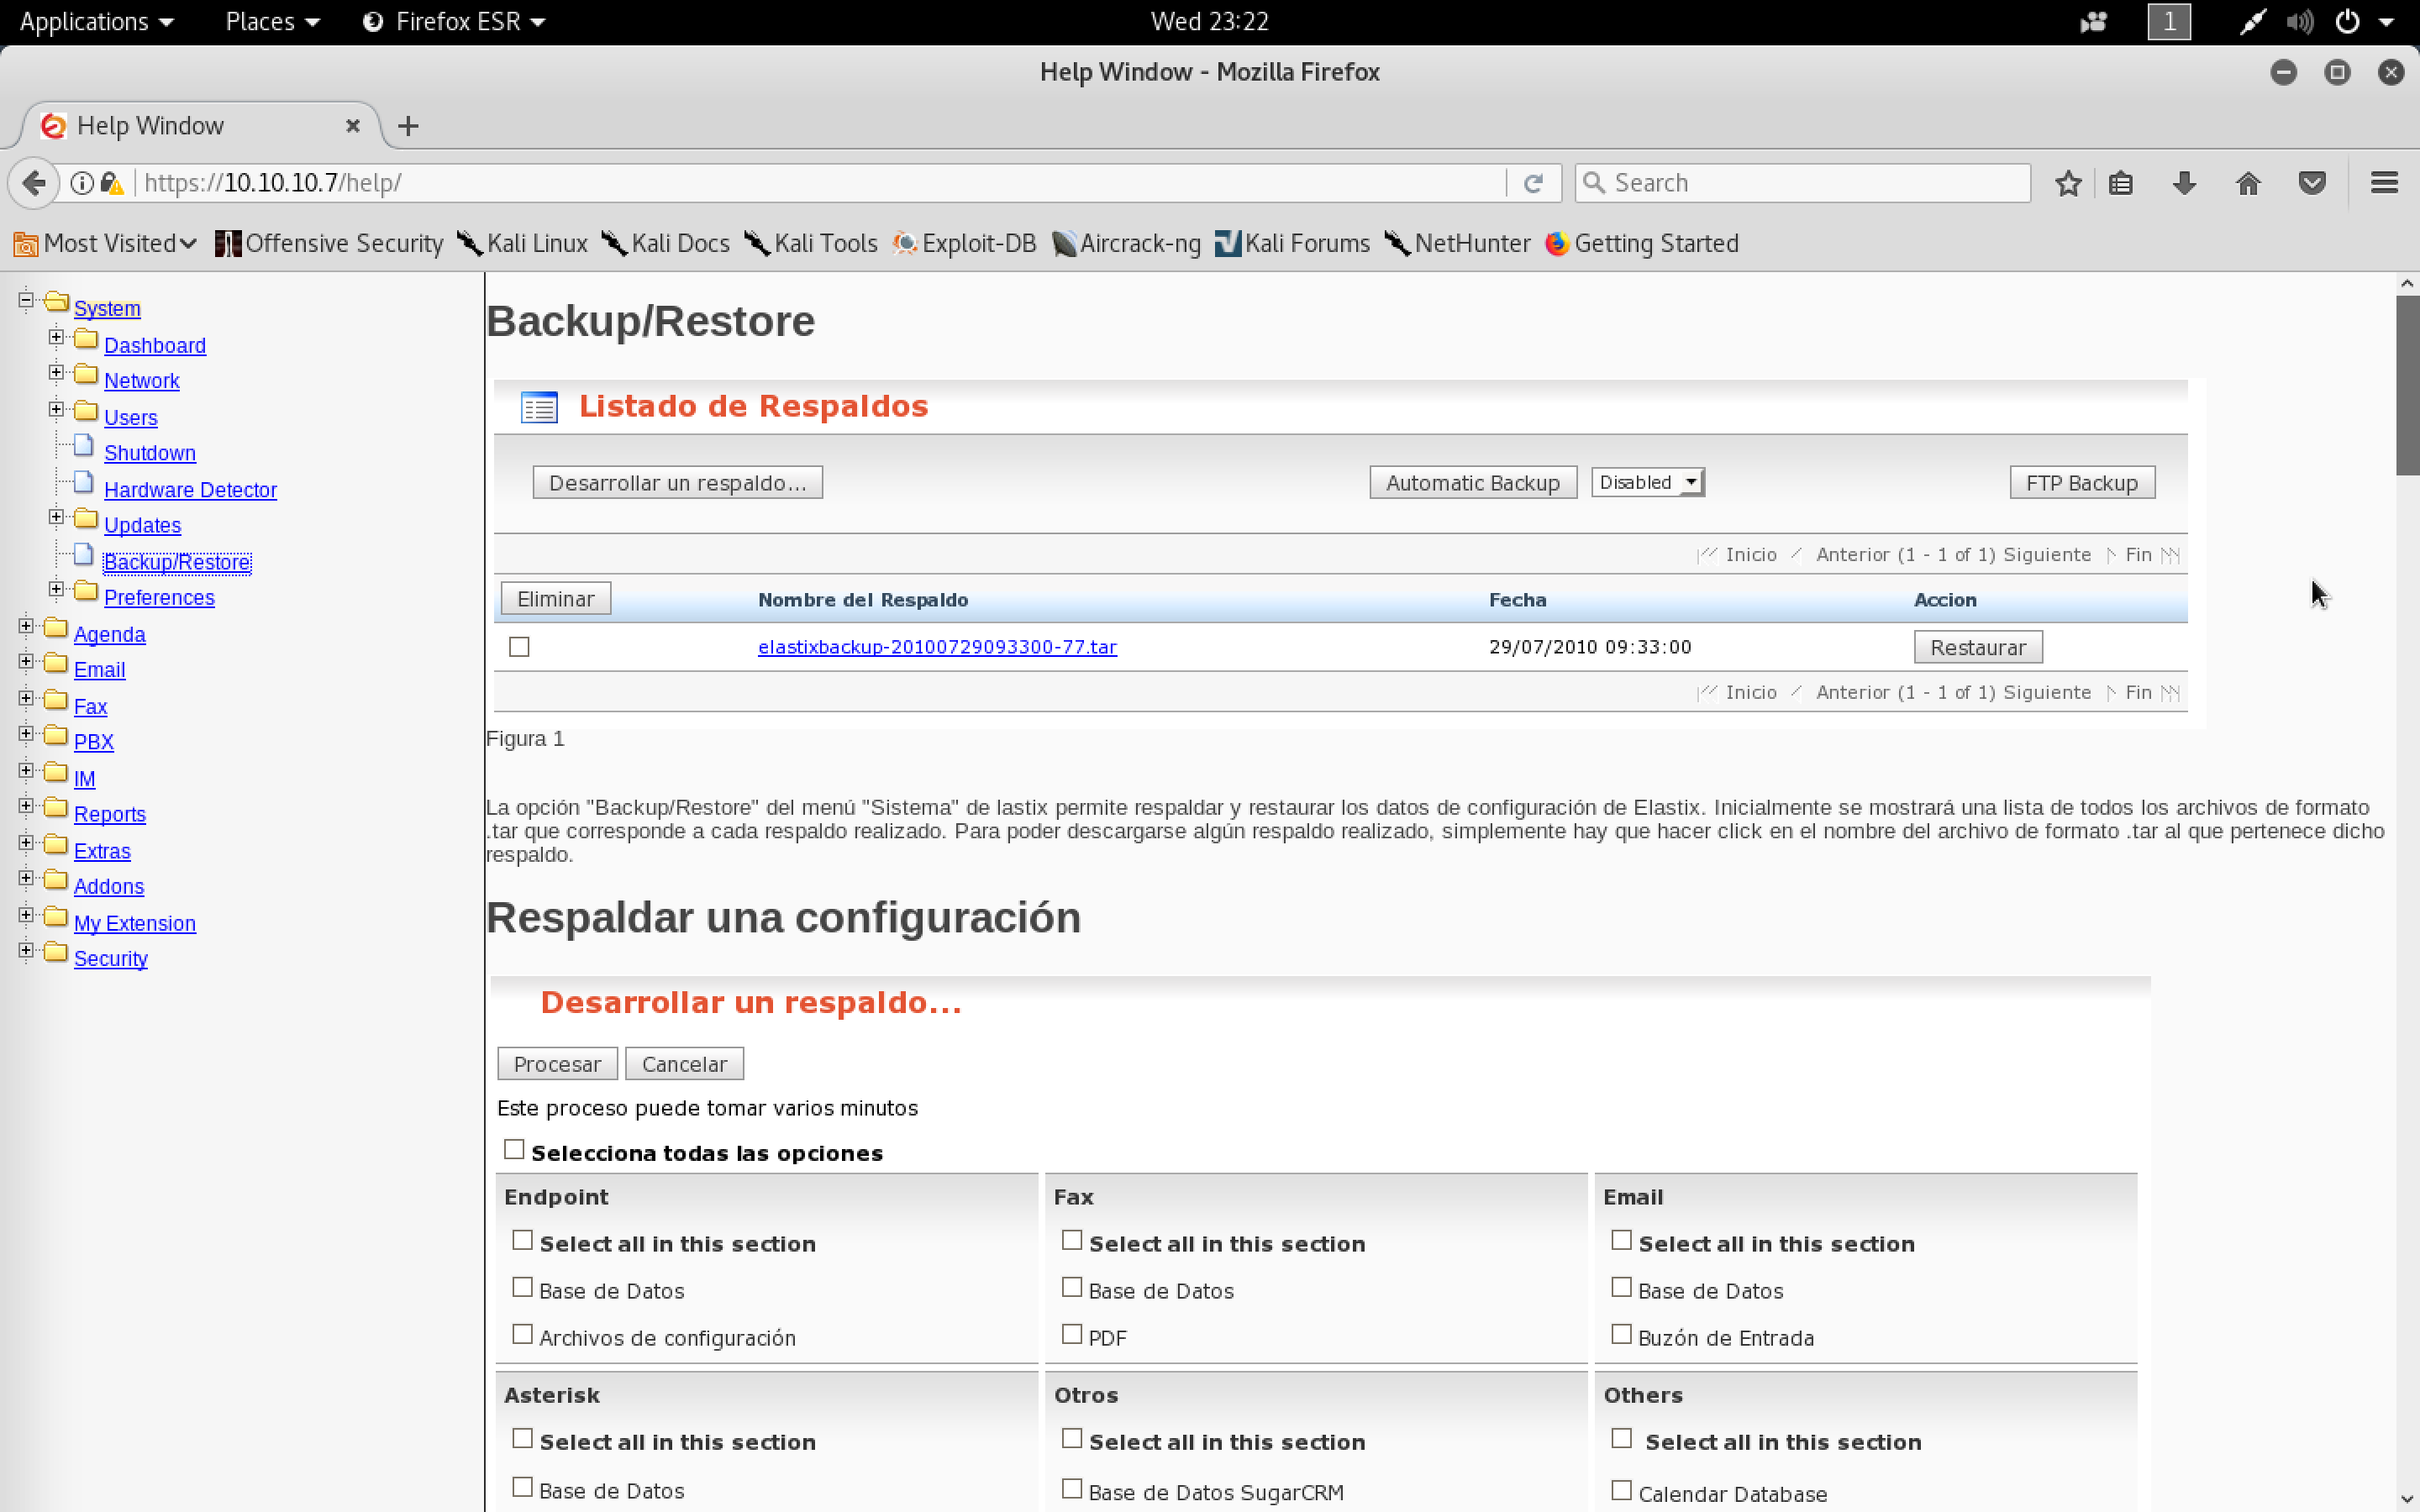 Applications Places Firefox ESR Wed 23:22 1
Help Window - Mozilla Firefox
Help Window
https://10.10.10.7/help/ Search
Most Visited Offensive Security Kali Linux Kali Docs Kali Tools Exploit-DB Aircrack-ng Kali Forums NetHunter Getting Started
System
Dashboard
Network
Users
Shutdown
Hardware Detector
Updates
Backup/Restore
Preferences
Agenda
Email
Fax
PBX
IM
Reports
Extras
Addons
My Extension
Security
Backup/Restore
Listado de Respaldos
Desarrollar un respaldo... Automatic Backup Disabled FTP Backup
Inicio Anterior (1 - 1 of 1) Siguiente Fin
Eliminar Nombre del Respaldo Fecha Accion
elastixbackup-20100729093300-77.tar 29/07/2010 09:33:00 Restaurar
Inicio Anterior (1 - 1 of 1) Siguiente Fin
Figura 1
La opción "Backup/Restore" del menú "Sistema" de lastix permite respaldar y restaurar los datos de configuración de Elastix. Inicialmente se mostrará una lista de todos los archivos de formato
.tar que corresponde a cada respaldo realizado. Para poder descargarse algún respaldo realizado, simplemente hay que hacer click en el nombre del archivo de formato .tar al que pertenece dicho
respaldo.
Respaldar una configuración
Desarrollar un respaldo...
Procesar Cancelar
Este proceso puede tomar varios minutos
Selecciona todas las opciones
Endpoint Fax Email
Select all in this section Select all in this section Select all in this section
Base de Datos Base de Datos Base de Datos
Archivos de configuración PDF Buzón de Entrada
Asterisk Otros Others
Select all in this section Select all in this section Select all in this section
Base de Datos Base de Datos SugarCRM Calendar Database